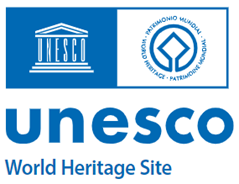 UNESCO
PATRIMONIO MUNDIAL • WORLD HERITAGE • PATRIMOINE MONDIAL •
unesco
World Heritage Site